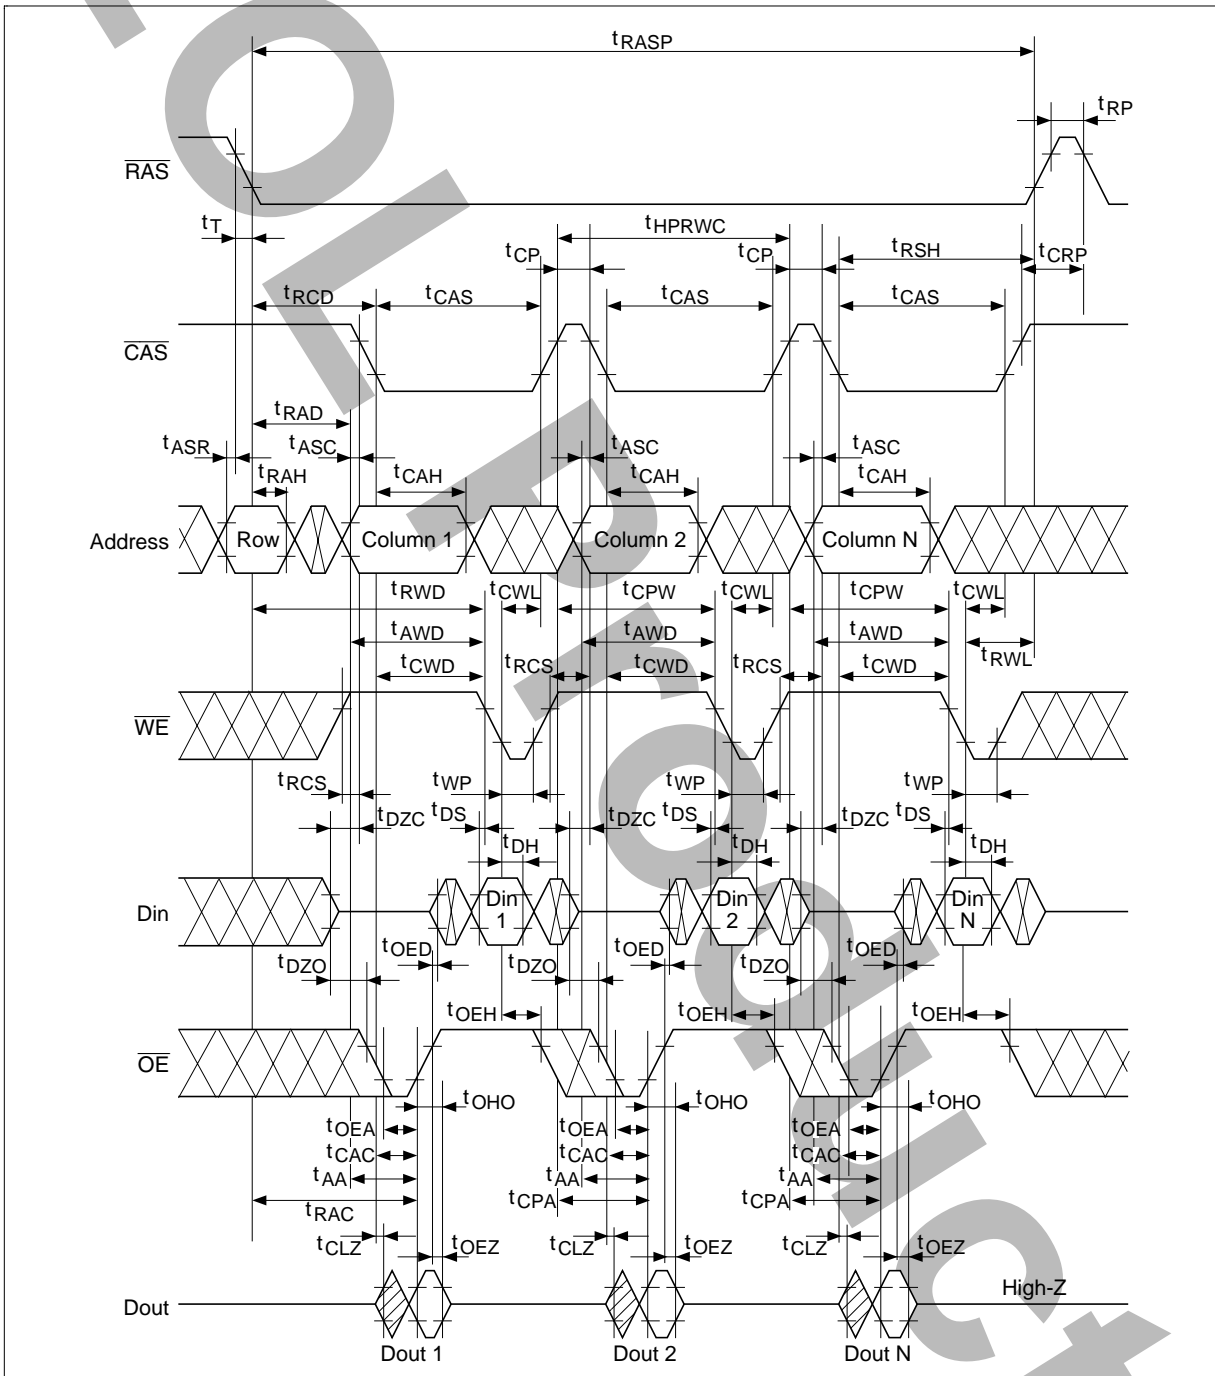 EOL Product
tRASP
tRP
RAS
tT
tHPRWC
tCP
tCP
tRSH
tCRP
tRCD
tCAS
tCAS
tCAS
CAS
tRAD
tASR
tASC
tASC
tASC
tRAH
tCAH
tCAH
tCAH
Address
Row
Column 1
Column 2
Column N
tRWD
tCWL
tCPW
tCWL
tCPW
tCWL
tAWD
tAWD
tAWD
tCWD
tRCS
tCWD
tRCS
tCWD
tRWL
WE
tRCS
tWP
tWP
tWP
tDZC
tDS
tDZC
tDS
tDZC
tDS
tDH
tDH
tDH
Din
Din 1
Din 2
Din N
tDZO
tOED
tDZO
tOED
tDZO
tOED
tOEH
tOEH
tOEH
OE
tOHO
tOHO
tOHO
tOEA
tOEA
tOEA
tCAC
tCAC
tCAC
tAA
tAA
tAA
tRAC
tCPA
tCPA
tCLZ
tOEZ
tCLZ
tOEZ
tCLZ
tOEZ
High-Z
Dout
Dout 1
Dout 2
Dout N